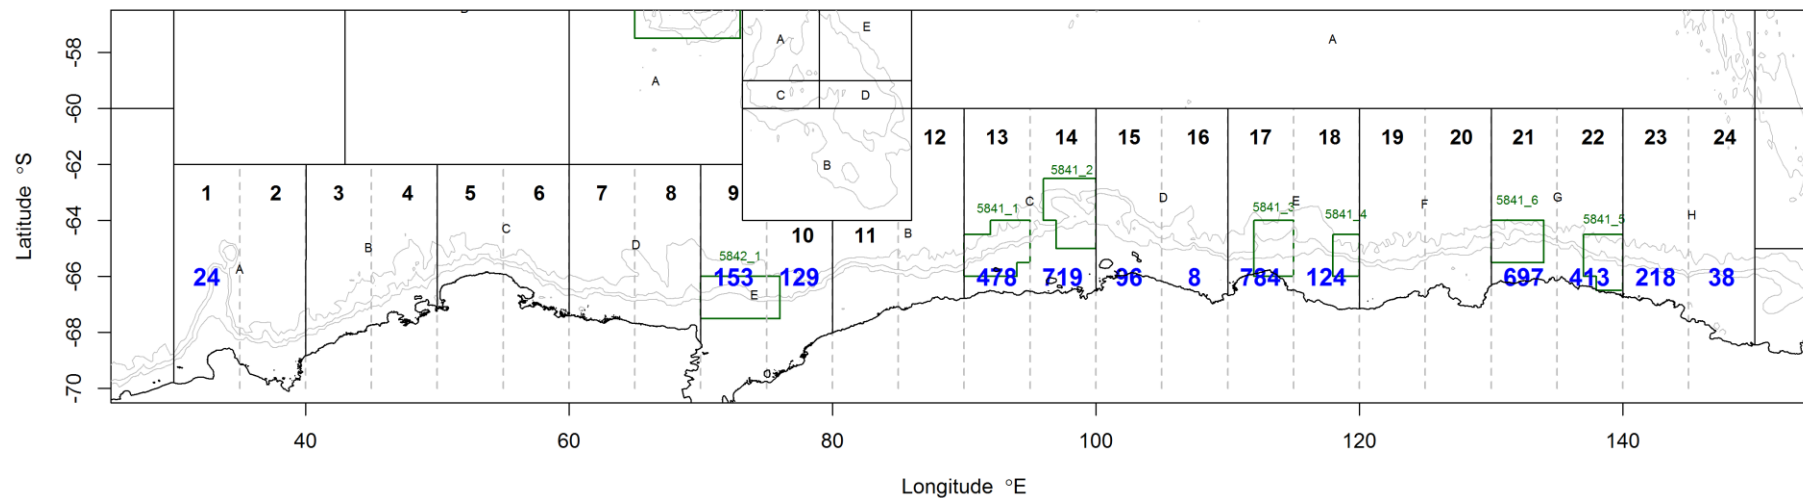 A E
-58 A A
C D
-60
12 13 14 15 16 17 18 19 20 21 22 23 24
-62 B
1 2 3 4 5 6 7 8 9 5841_2
5841_1 C D 5841_3 E 5841_4 F 5841_6 G 5841_5 H
-64 B C D 10 11 B
A 5842_1
-66 24 153 129 478 719 96 8 784 124 697 413 218 38
E
-68
-70
40 60 80 100 120 140
Latitude °S
Longitude °E